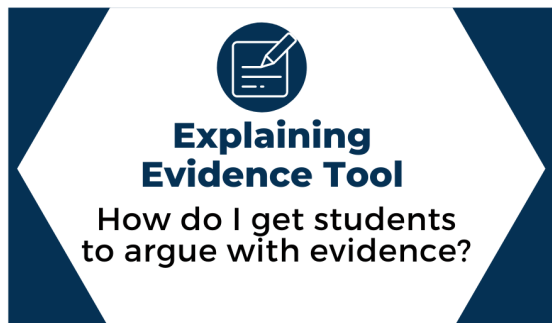 Explaining
Evidence Tool
How do I get students
to argue with evidence?